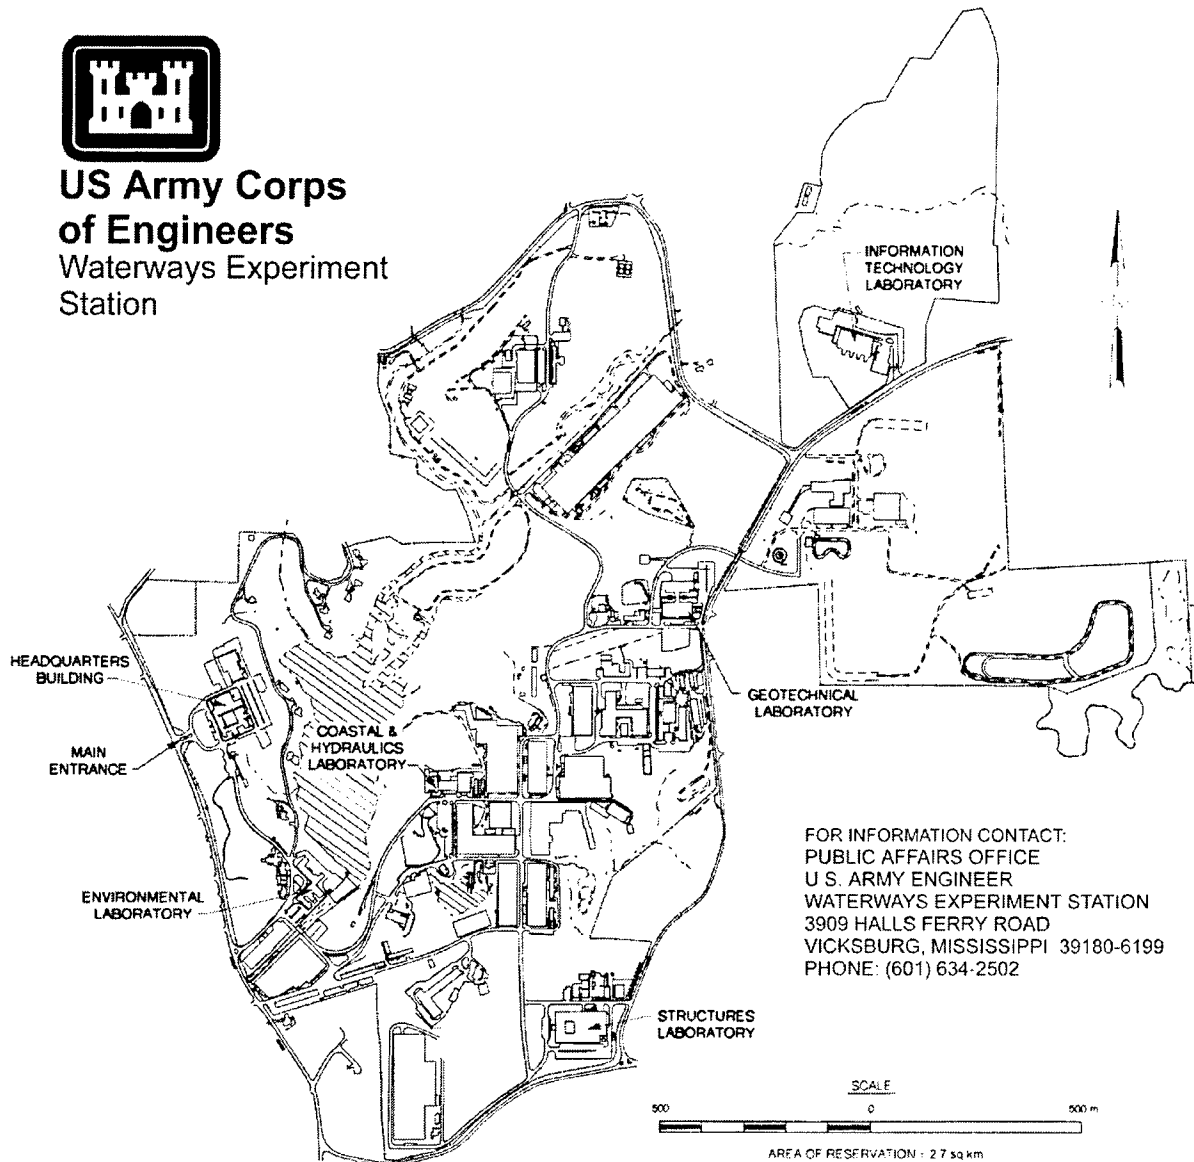 US Army Corps
of Engineers
Waterways Experiment
Station
INFORMATION
TECHNOLOGY
LABORATORY
HEADQUARTERS
BUILDING
MAIN
ENTRANCE
COASTAL &
HYDRAULICS
LABORATORY
GEOTECHNICAL
LABORATORY
ENVIRONMENTAL
LABORATORY
STRUCTURES
LABORATORY
FOR INFORMATION CONTACT:
PUBLIC AFFAIRS OFFICE
U S. ARMY ENGINEER
WATERWAYS EXPERIMENT STATION
3909 HALLS FERRY ROAD
VICKSBURG, MISSISSIPPI 39180-6199
PHONE: (601) 634-2502
SCALE
500 0 500 m
AREA OF RESERVATION : 2.7 sq km